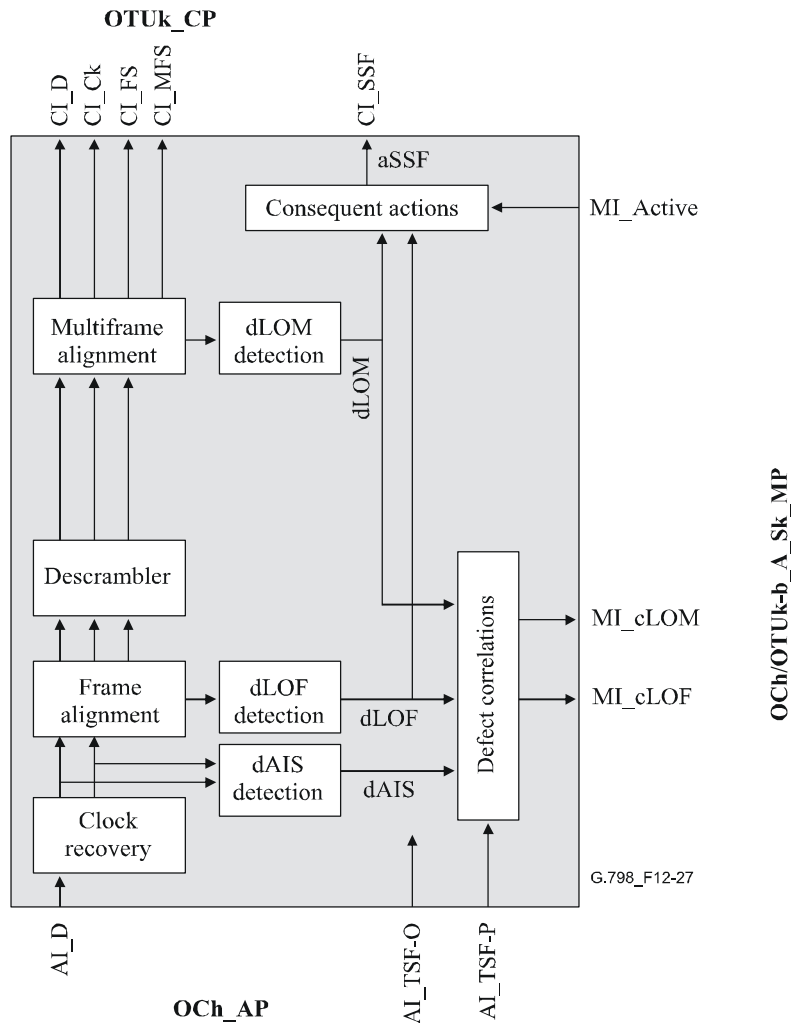 OTUk_CP
CI_D
CI_Ck
CI_FS
CI_MFS
CI_SSF
aSSF
Consequent actions
MI_Active
Multiframe
alignment
dLOM
detection
dLOM
Descrambler
Defect correlations
MI_cLOM
MI_cLOF
OCh/OTUk-b_A_Sk_MP
Frame
alignment
dLOF
detection
dLOF
dAIS
detection
dAIS
Clock
recovery
G.798_F12-27
AI_D
AI_TSF-O
AI_TSF-P
OCh_AP